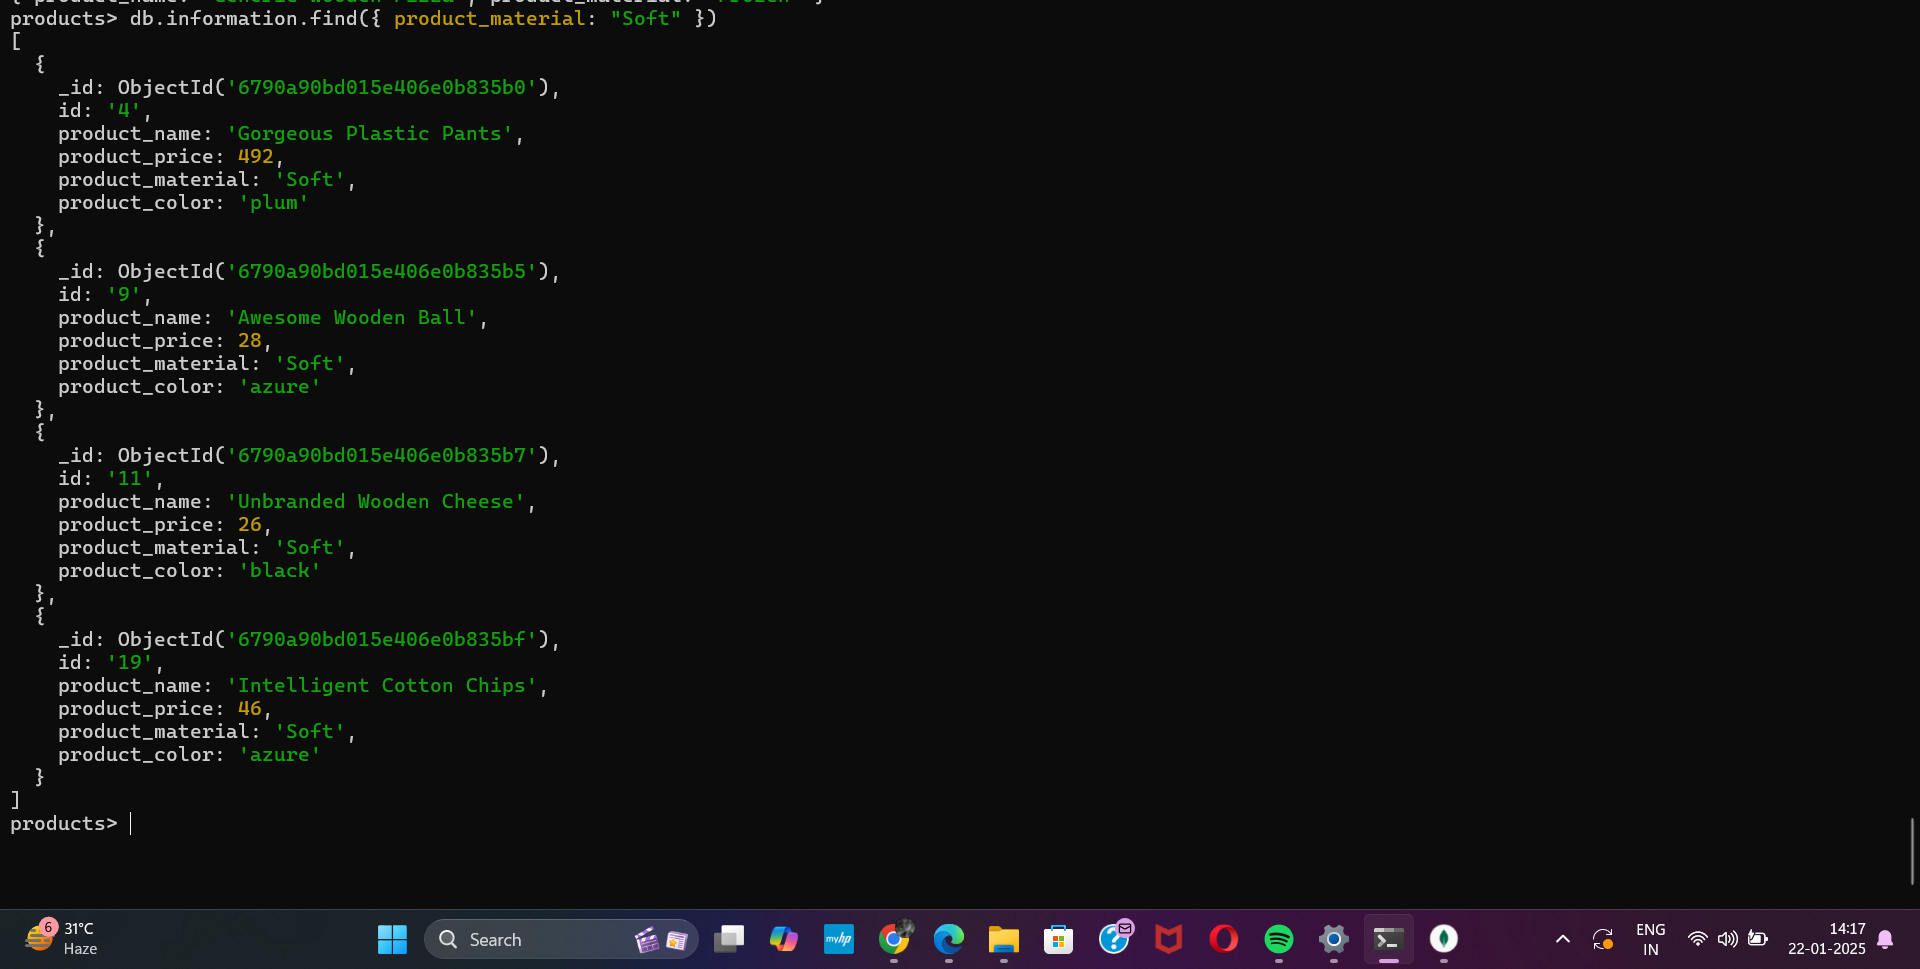 products> db.information.find({ product_material: "Soft" })
[
  {
    _id: ObjectId('6790a90bd015e406e0b835b0'),
    id: '4',
    product_name: 'Gorgeous Plastic Pants',
    product_price: 492,
    product_material: 'Soft',
    product_color: 'plum'
  },
  {
    _id: ObjectId('6790a90bd015e406e0b835b5'),
    id: '9',
    product_name: 'Awesome Wooden Ball',
    product_price: 28,
    product_material: 'Soft',
    product_color: 'azure'
  },
  {
    _id: ObjectId('6790a90bd015e406e0b835b7'),
    id: '11',
    product_name: 'Unbranded Wooden Cheese',
    product_price: 26,
    product_material: 'Soft',
    product_color: 'black'
  },
  {
    _id: ObjectId('6790a90bd015e406e0b835bf'),
    id: '19',
    product_name: 'Intelligent Cotton Chips',
    product_price: 46,
    product_material: 'Soft',
    product_color: 'azure'
  }
]
products>
6
31°C
Haze
Search
myhp
ENG
IN
14:17
22-01-2025